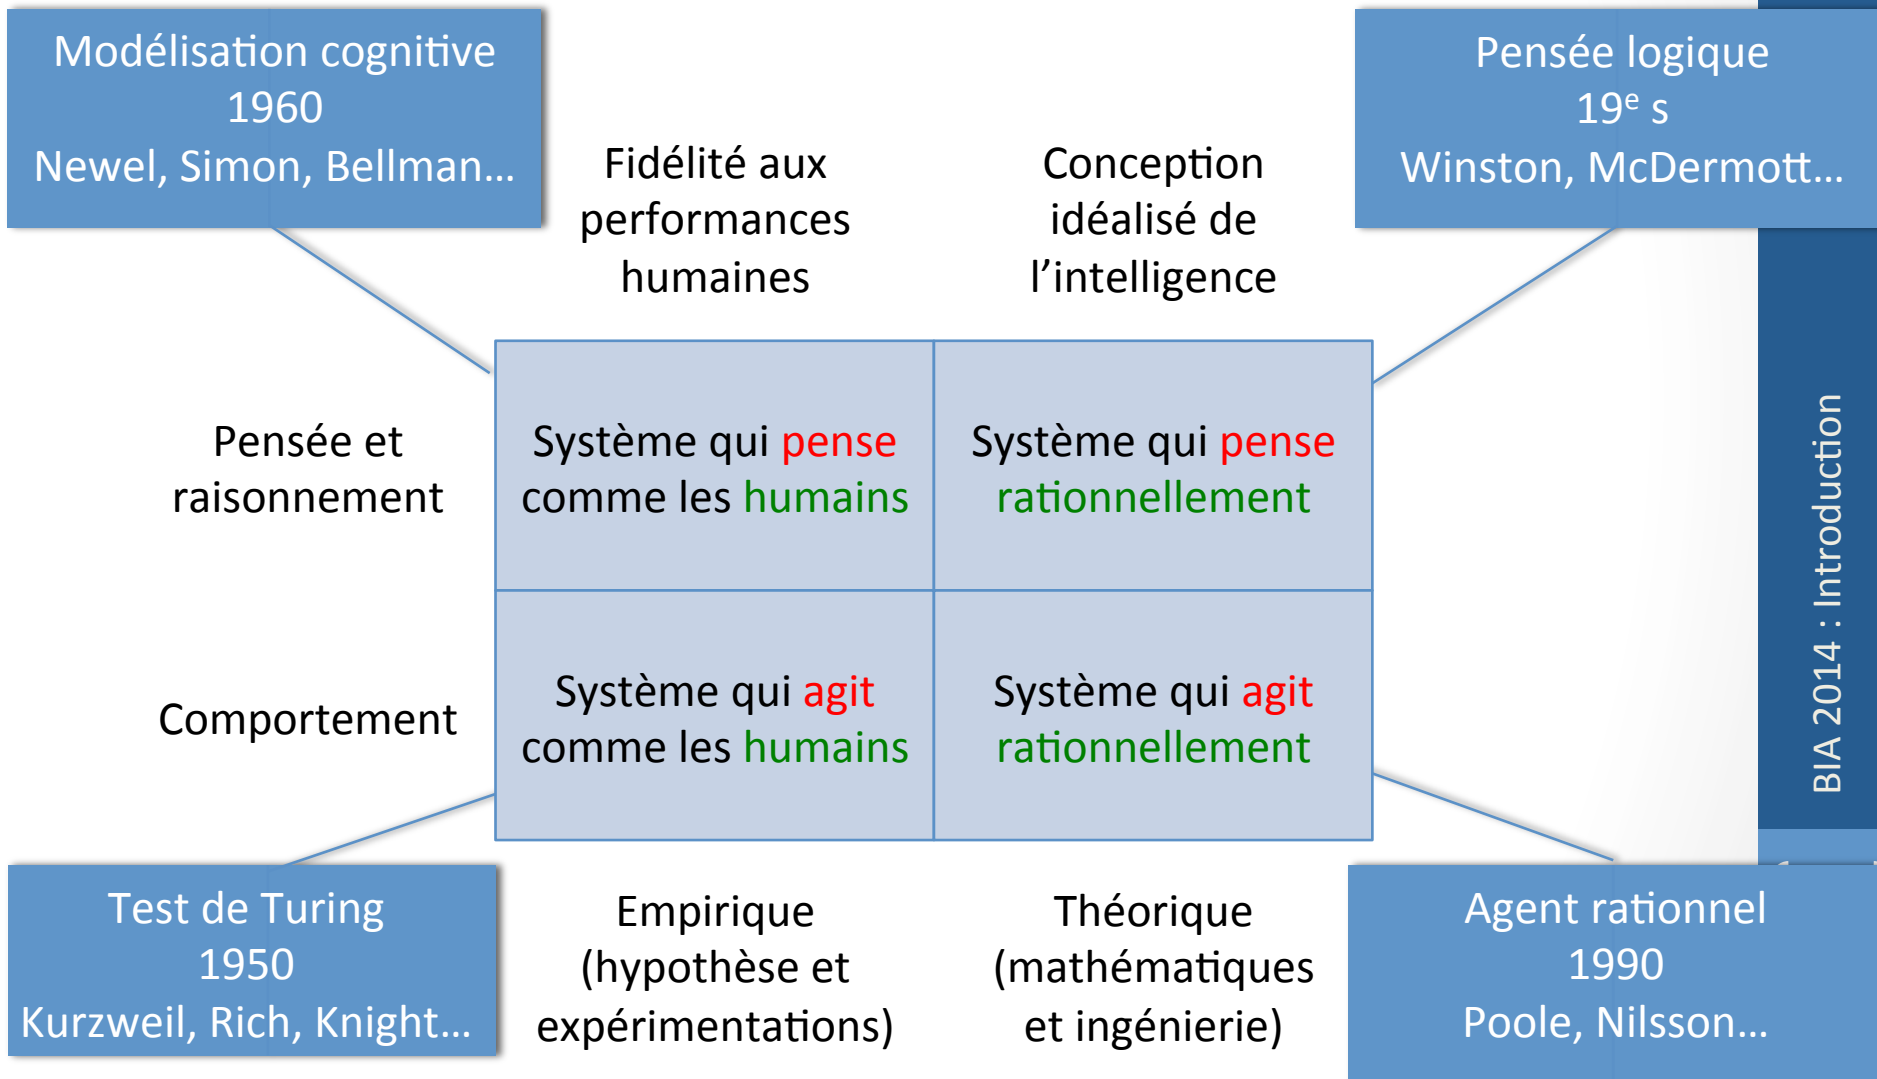 Modélisation cognitive
1960
Newel, Simon, Bellman...
Pensée logique
19e s
Winston, McDermott...
Fidélité aux
performances
humaines
Conception
idéalisé de
l'intelligence
Pensée et
raisonnement
Système qui pense
comme les humains
Système qui pense
rationnellement
Comportement
Système qui agit
comme les humains
Système qui agit
rationnellement
Test de Turing
1950
Kurzweil, Rich, Knight...
Empirique
(hypothèse et
expérimentations)
Théorique
(mathématiques
et ingénierie)
Agent rationnel
1990
Poole, Nilsson...
BIA 2014 : Introduction